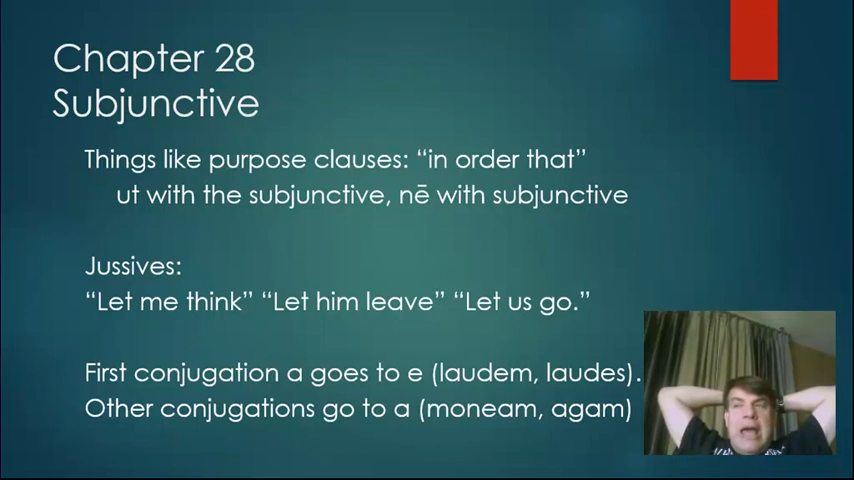 Chapter 28
Subjunctive
Things like purpose clauses: “in order that”
ut with the subjunctive, nē with subjunctive
Jussives:
“Let me think” “Let him leave” “Let us go.”
First conjugation a goes to e (laudem, laudes).
Other conjugations go to a (moneam, agam)